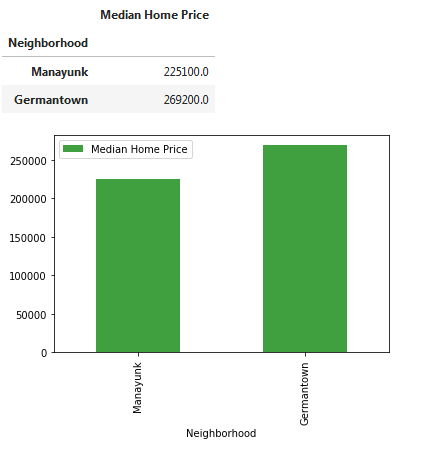 Median Home Price
Neighborhood
Manayunk 225100.0
Germantown 269200.0
Median Home Price
250000
200000
150000
100000
50000
0
Manayunk
Germantown
Neighborhood